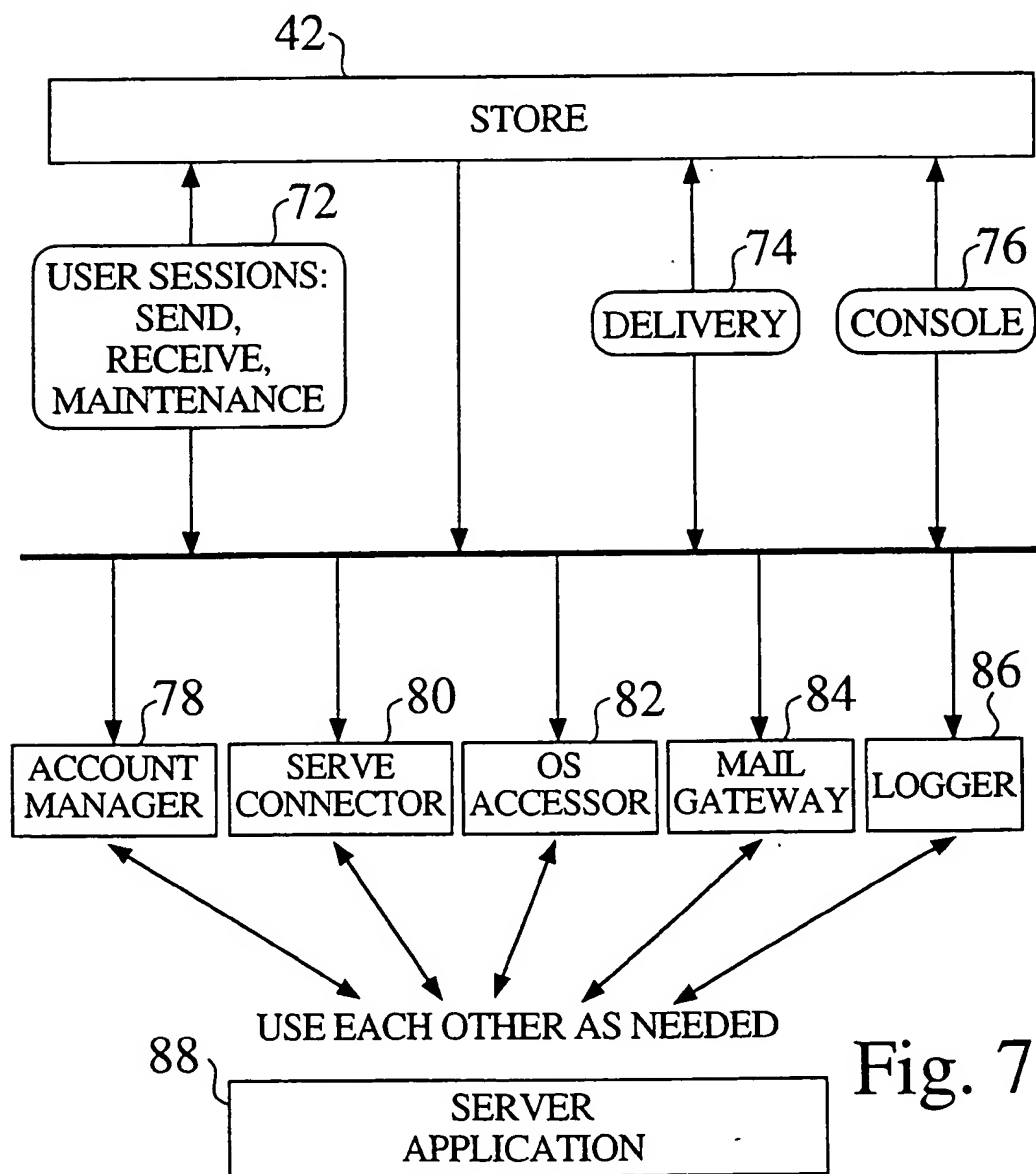 42
STORE
72
USER SESSIONS:
SEND,
RECEIVE,
MAINTENANCE
74
DELIVERY
76
CONSOLE
78
ACCOUNT
MANAGER
80
SERVE
CONNECTOR
82
OS
ACCESSOR
84
MAIL
GATEWAY
86
LOGGER
USE EACH OTHER AS NEEDED
88
SERVER
APPLICATION
Fig. 7